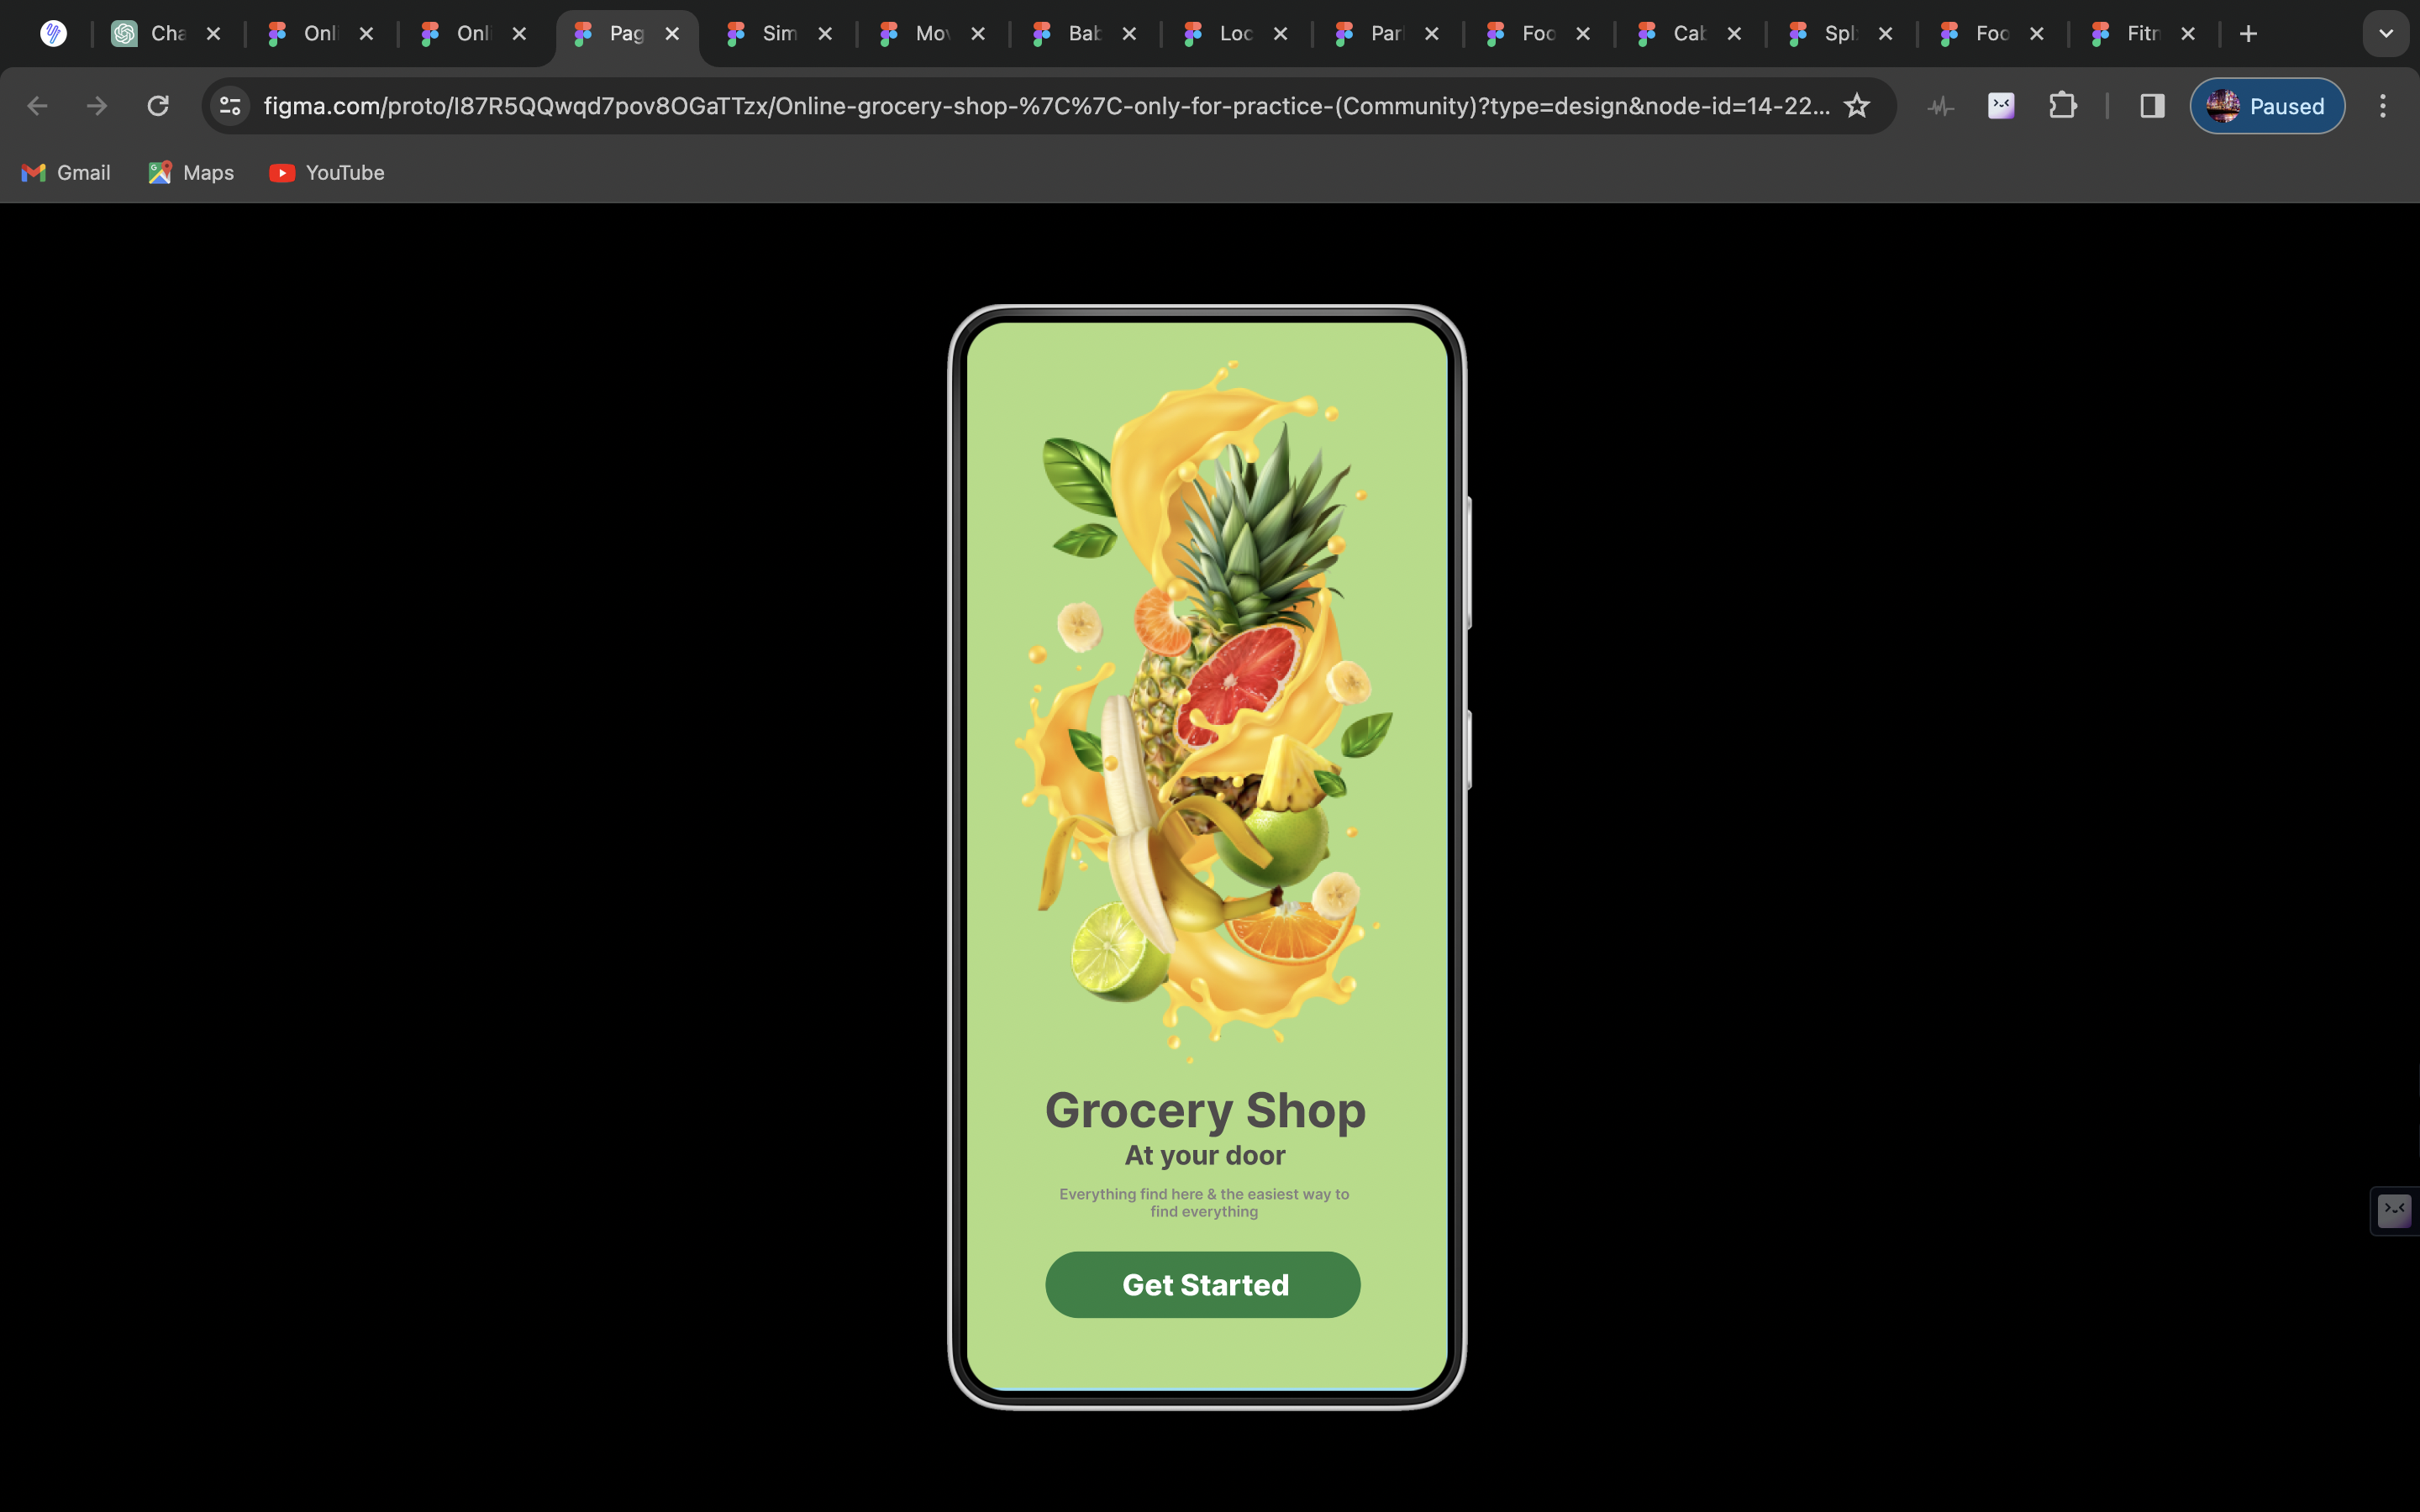 Cha
Onli
Onli
Pag
Sim
Mov
Bab
Loc
Par
Foo
Cab
Spl
Foo
Fitn
figma.com/proto/I87R5QQwqd7pov8OGaTTzx/Online-grocery-shop-%7C%7C-only-for-practice-(Community)?type=design&node-id=14-22...
Paused
Gmail
Maps
YouTube
Grocery Shop
At your door
Everything find here & the easiest way to
find everything
Get Started